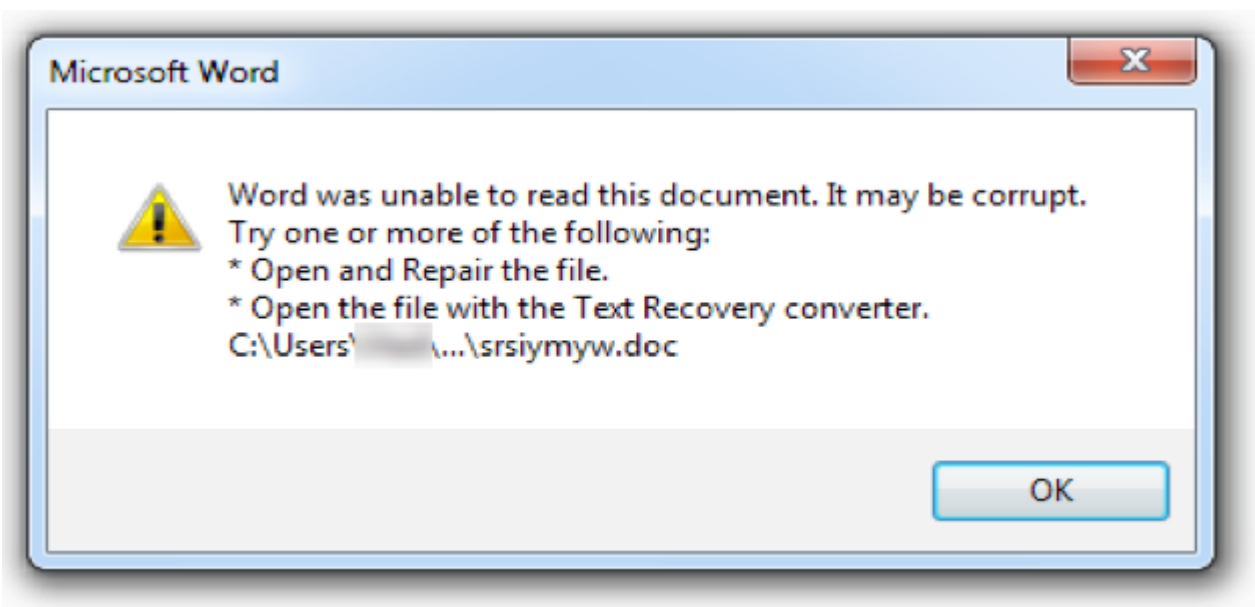 Microsoft Word
Word was unable to read this document. It may be corrupt.
Try one or more of the following:
* Open and Repair the file.
* Open the file with the Text Recovery converter.
C:\Users\ \...\srsiymyw.doc
OK